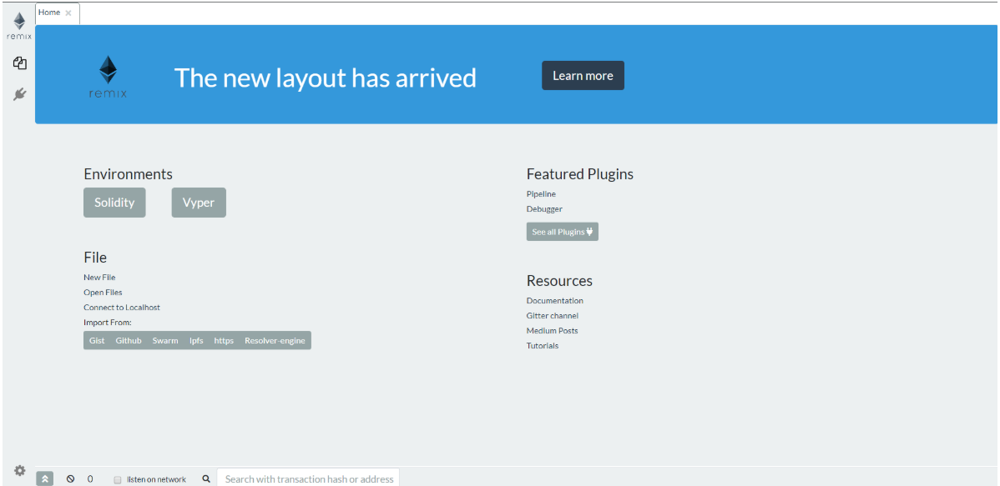 remix
Home
remix
The new layout has arrived
Learn more
Environments
Solidity Vyper
File
New File
Open Files
Connect to Localhost
Import From:
Gist Github Swarm Ipfs https Resolver-engine
Featured Plugins
Pipeline
Debugger
See all Plugins
Resources
Documentation
Gitter channel
Medium Posts
Tutorials
0 listen on network Search with transaction hash or address